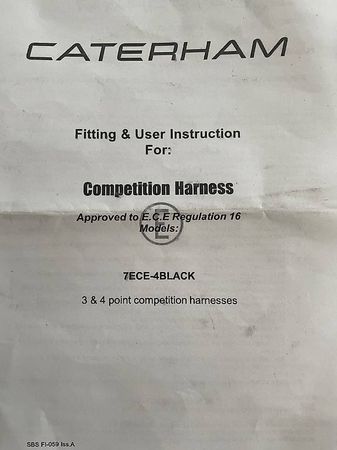 CATERHAM
Fitting & User Instruction
For:
Competition Harness
Approved to E.C.E Regulation 16
Models:
E
7ECE-4BLACK
3 & 4 point competition harnesses
SBS FI-059 Iss.A